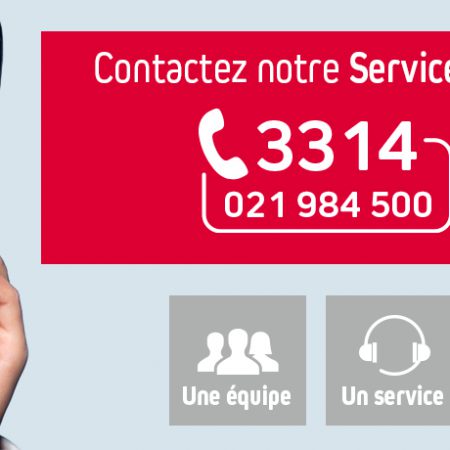 Contactez notre Service
3314
021 984 500
Une équipe
Un service